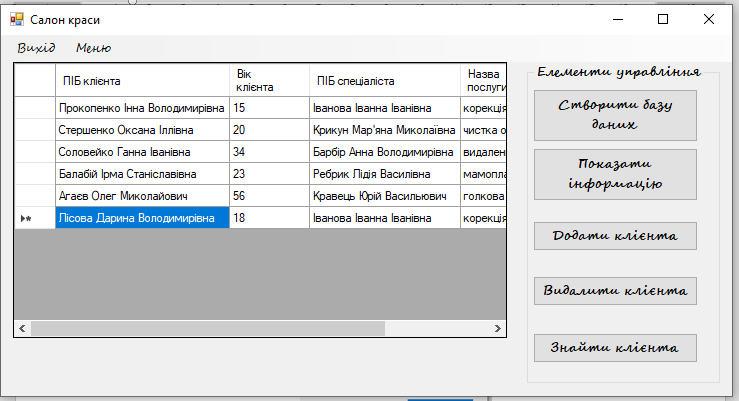 Салон краси
Вихід Меню
ПІБ клієнта Вік клієнта ПІБ спеціаліста Назва послуги
Прокопенко Інна Володимирівна 15 Іванова Іванна Іванівна корекція
Стершенко Оксана Іллівна 20 Крикун Мар'яна Миколаївна чистка о
Соловейко Ганна Іванівна 34 Барбір Анна Володимирівна видален
Балабій Ірма Станіславівна 23 Ребрик Лідія Василівна мамопла
Агаєв Олег Миколайович 56 Кравець Юрій Васильович голкова
Лісова Дарина Володимирівна 18 Іванова Іванна Іванівна корекція
Елементи управління
Створити базу
даних
Показати
інформацію
Додати клієнта
Видалити клієнта
Знайти клієнта